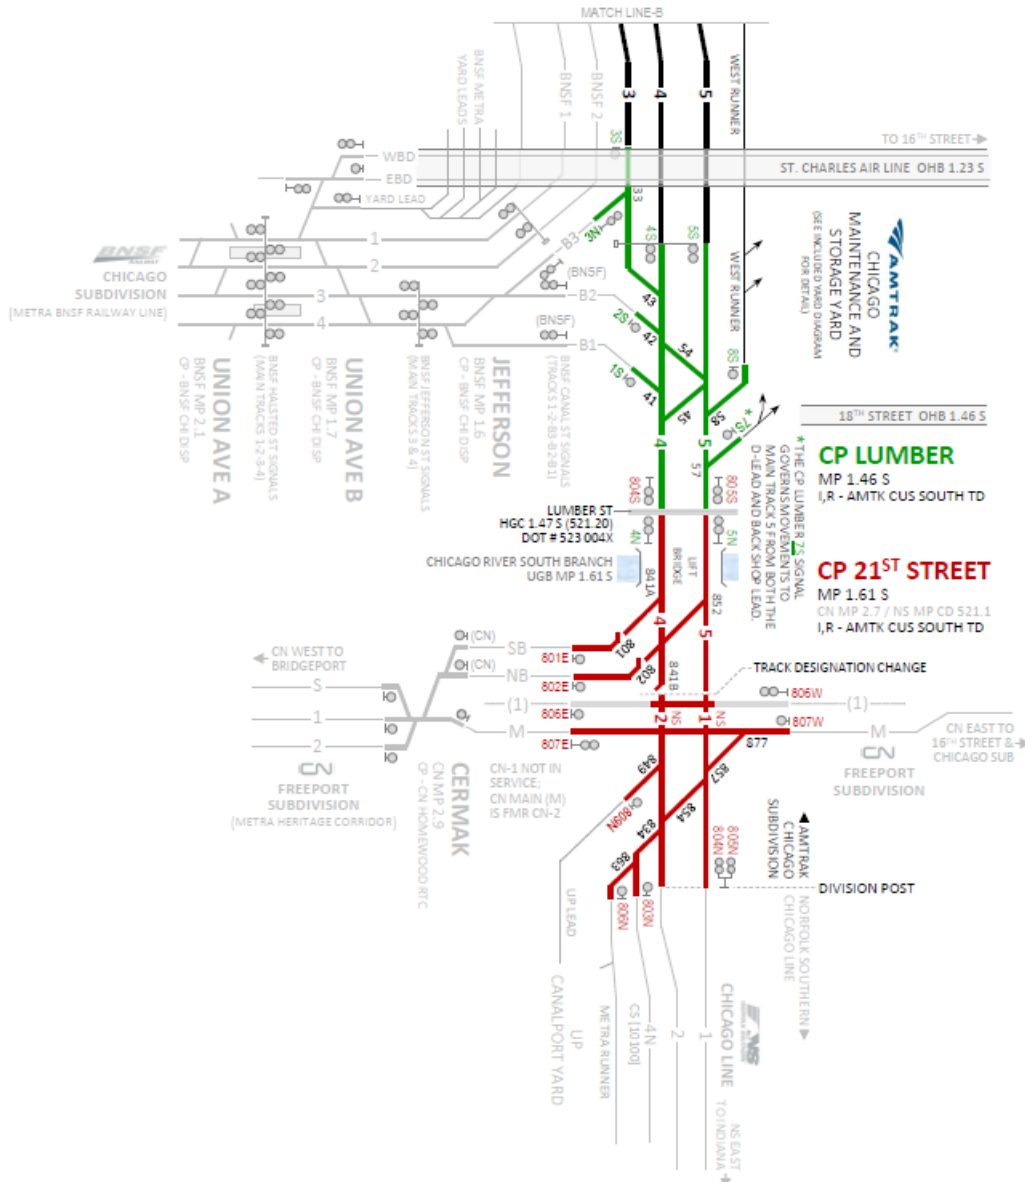 MATCH LINE-B
BNSF METRA
YARD LEADS
BNSF 1
BNSF 2
3
4
5
WEST RUNNER
3S
TO 16TH STREET
WBD
EBD
YARD LEAD
ST. CHARLES AIR LINE OHB 1.23 S
33
3N
4S
5S
B3
1
2
3
4
BNSF
RAILWAY
CHICAGO
SUBDIVISION
(METRA BNSF RAILWAY LINE)
(BNSF)
B2
(BNSF)
B1
43
2S
42
54
1S
41
45
58
8S
WEST RUNNER
AMTRAK
CHICAGO
MAINTENANCE AND
STORAGE YARD
(SEE INCLUDED YARD DIAGRAM
FOR DETAIL)
UNION AVE A
BNSF MP 2.1
CP - BNSF CHI DISP
BNSF HALSTED ST SIGNALS
(MAIN TRACKS 1-2-3-4)
UNION AVE B
BNSF MP 1.7
CP - BNSF CHI DISP
BNSF JEFFERSON ST SIGNALS
(MAIN TRACKS 3 & 4)
JEFFERSON
BNSF MP 1.6
CP - BNSF CHI DISP
BNSF CANAL ST SIGNALS
(TRACKS 1-2-B3-B2-B1)
18TH STREET OHB 1.46 S
4
5
57
*7S
CP LUMBER
MP 1.46 S
I,R - AMTK CUS SOUTH TD
*THE CP LUMBER 7S SIGNAL
GOVERNS MOVEMENTS TO
MAIN TRACK 5 FROM BOTH THE
D-LEAD AND BACK SHOP LEAD.
804S
805S
LUMBER ST
HGC 1.47 S (521.20)
DOT # 523 004X
4N
5N
CHICAGO RIVER SOUTH BRANCH
UGB MP 1.61 S
LIFT
BRIDGE
841A
852
CP 21ST STREET
MP 1.61 S
CN MP 2.7 / NS MP CD 521.1
I,R - AMTK CUS SOUTH TD
4
5
CN WEST TO
BRIDGEPORT
(CN)
SB
801E
801
(CN)
NB
802E
802
841B
TRACK DESIGNATION CHANGE
S
1
2
(1)
806E
M
807E
2
NS
1
NS
806W
(1)
807W
M
877
CN EAST TO
16TH STREET &
CHICAGO SUB
CN
FREEPORT
SUBDIVISION
(METRA HERITAGE CORRIDOR)
CN
FREEPORT
SUBDIVISION
CERMAK
CN MP 2.9
CP - CN HOMEWOOD RTC
CN-1 NOT IN
SERVICE;
CN MAIN (M)
IS FMR CN-2
849
857
809N
854
834
863
805N
804N
806N
803N
AMTRAK
CHICAGO
SUBDIVISION
DIVISION POST
NORFOLK SOUTHERN
CHICAGO LINE
UP LEAD
UP
CANALPORT YARD
METRA RUNNER
CS [10100]
4N
2
1
CHICAGO LINE
NS
NS EAST
TO INDIANA